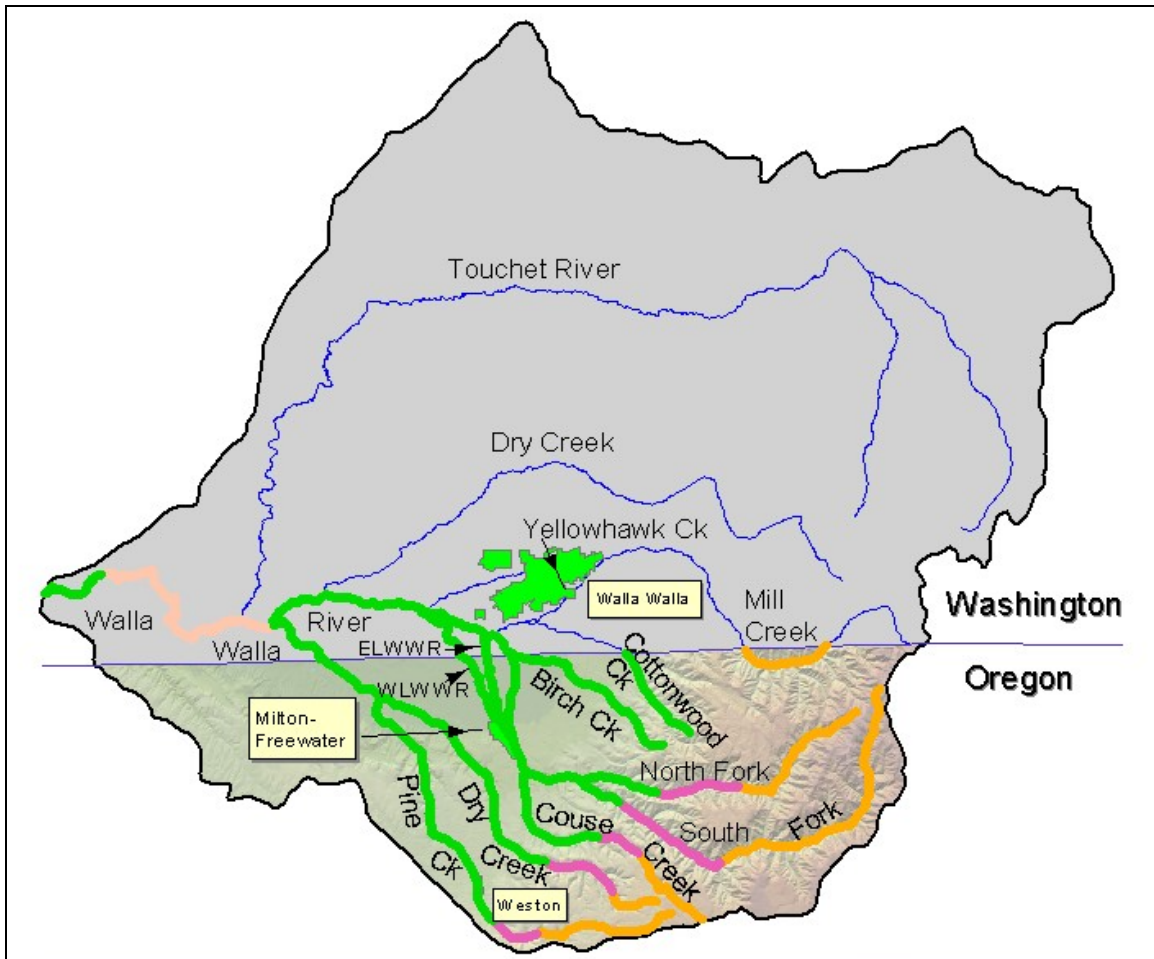 Touchet River
Dry Creek
Yellowhawk Ck
Walla Walla
Mill
Creek
Washington
Oregon
Walla
Walla
River
ELWWR
WLWWR
Cottonwood
Ck
Birch Ck
Milton-
Freewater
North Fork
South
Fork
Pine
Ck
Dry
Creek
Couse
Creek
Weston